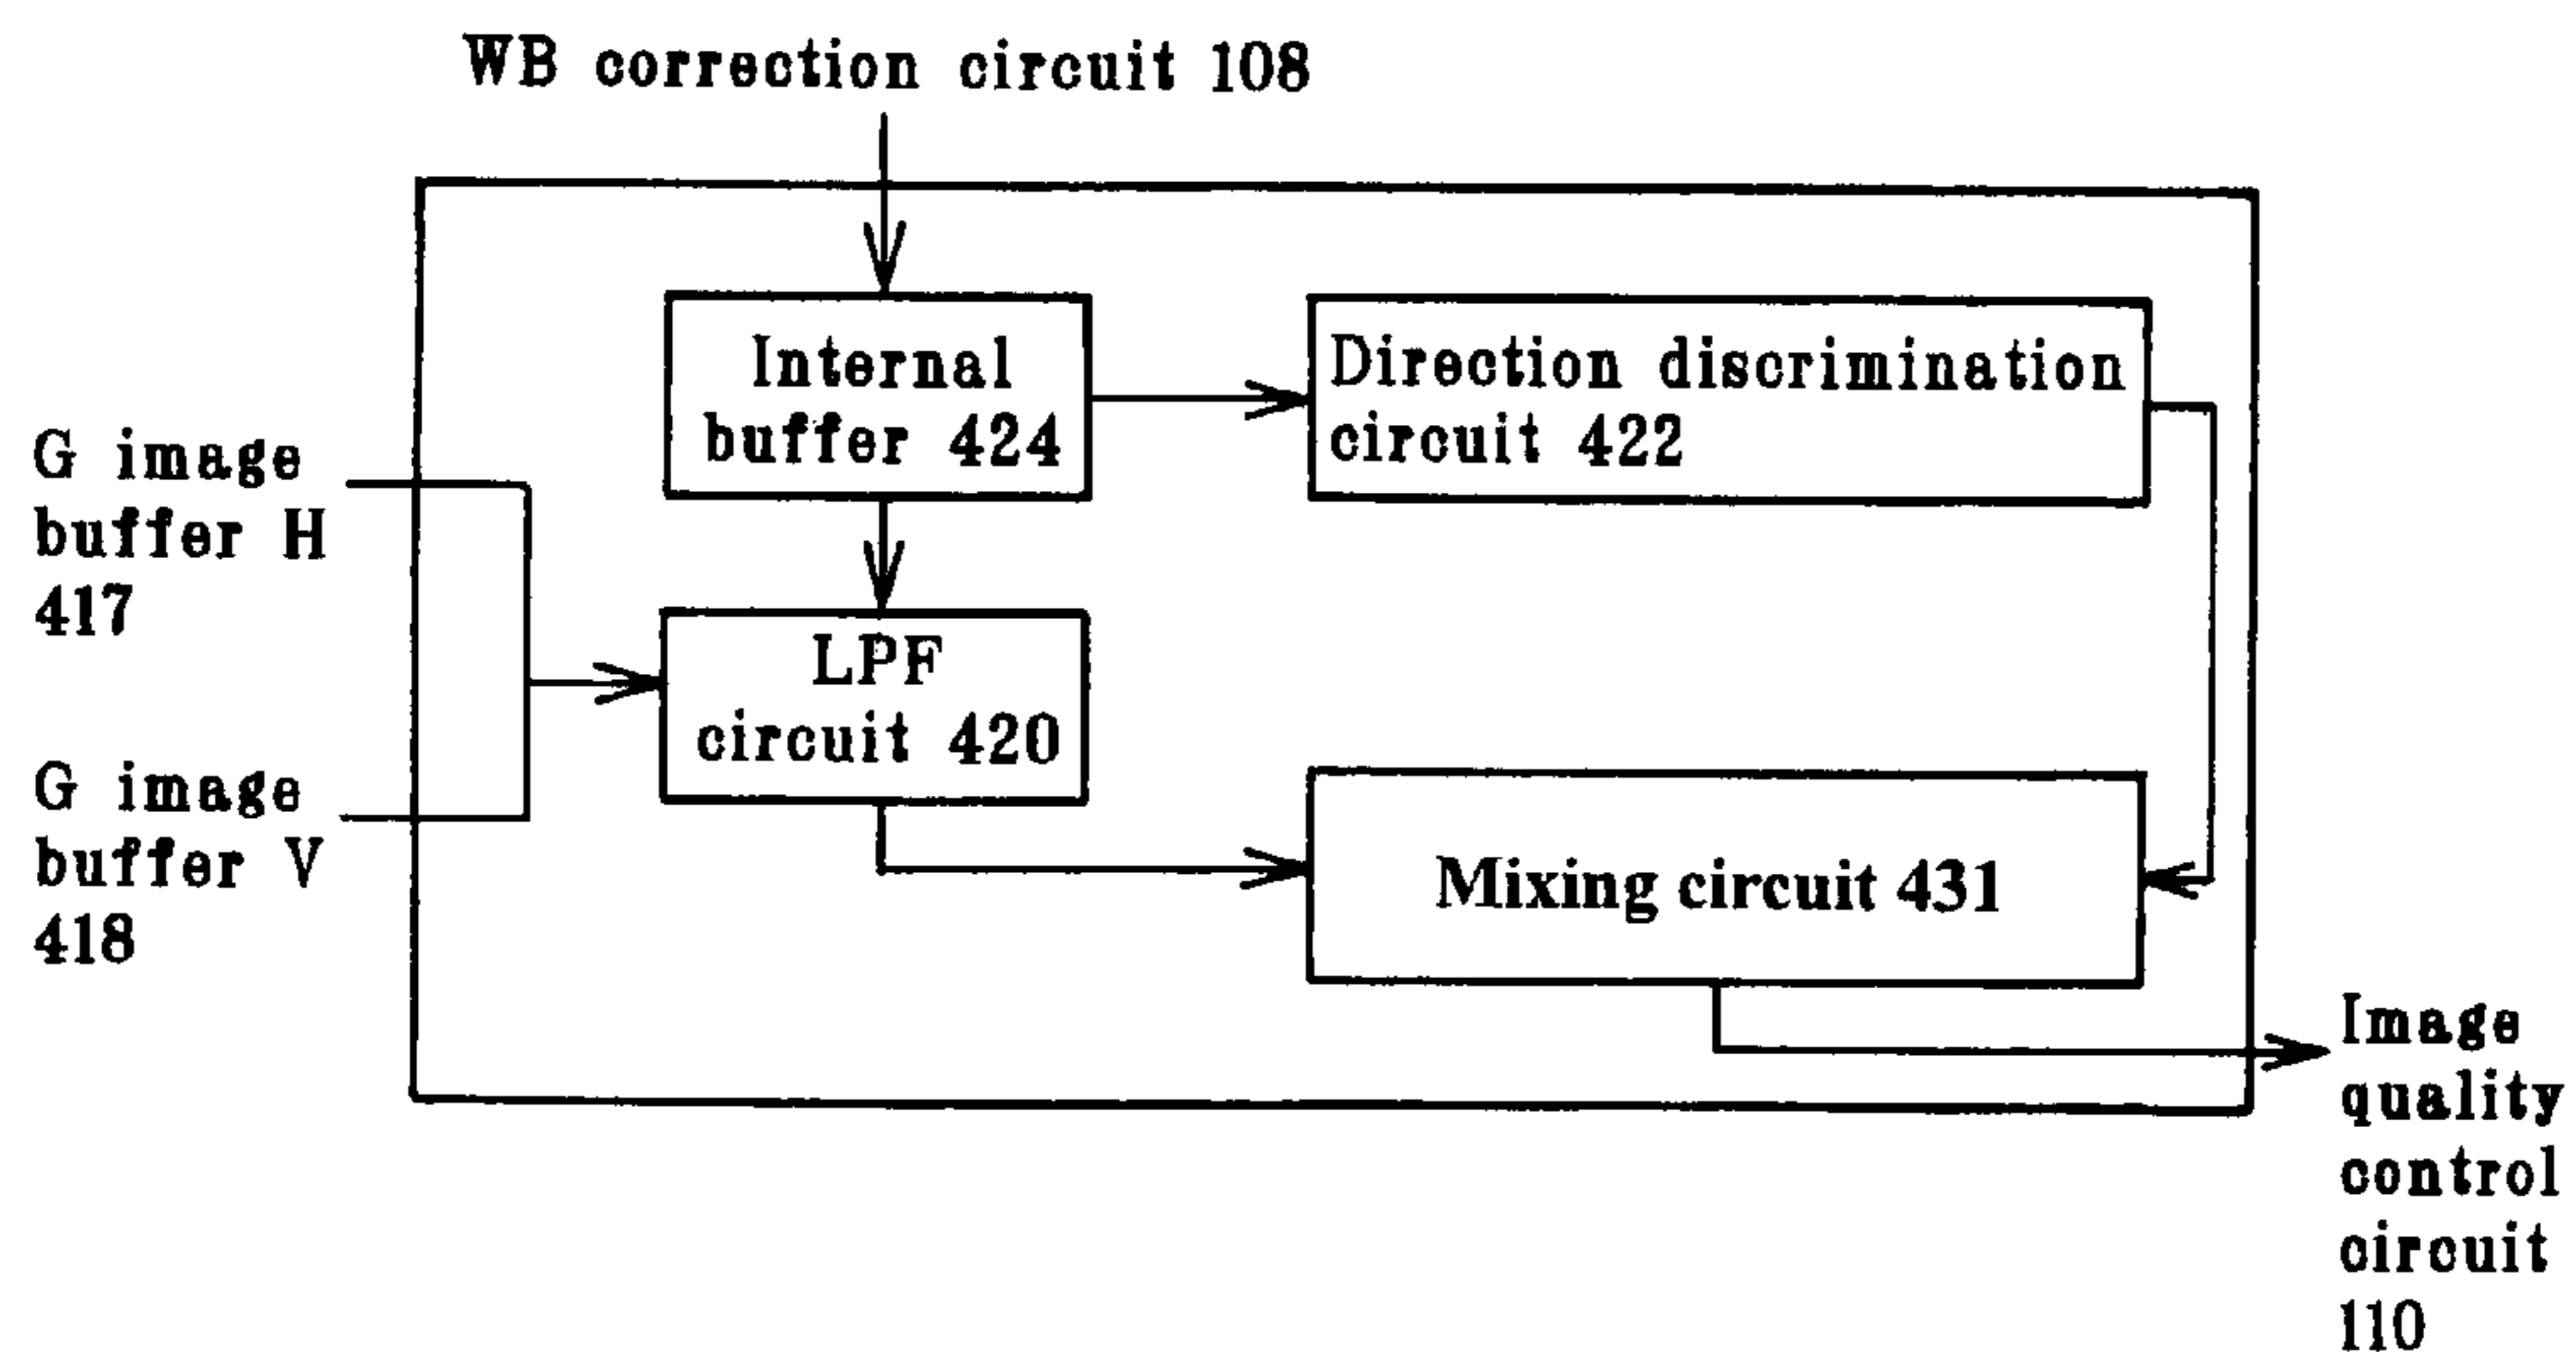 WB correction circuit 108
Internal
buffer 424
Direction discrimination
circuit 422
G image
buffer H
417
LPF
circuit 420
G image
buffer V
418
Mixing circuit 431
Image
quality
control
circuit
110